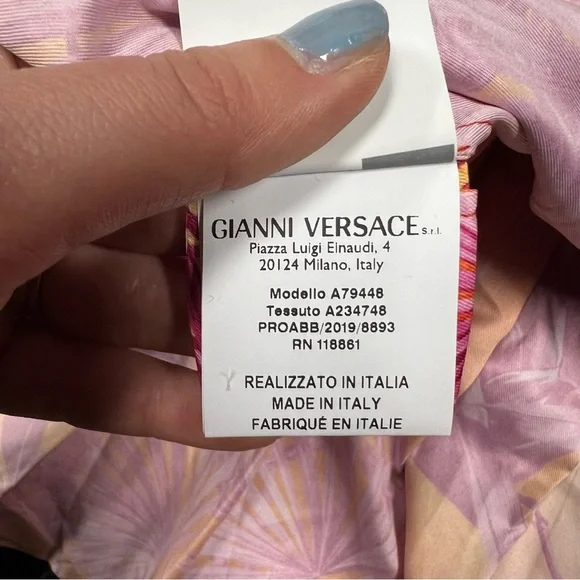 GIANNI VERSACE S.r.l.
Piazza Luigi Einaudi, 4
20124 Milano, Italy
Modello A79448
Tessuto A234748
PROABB/2019/8893
RN 118861
REALIZZATO IN ITALIA
MADE IN ITALY
FABRIQUÉ EN ITALIE